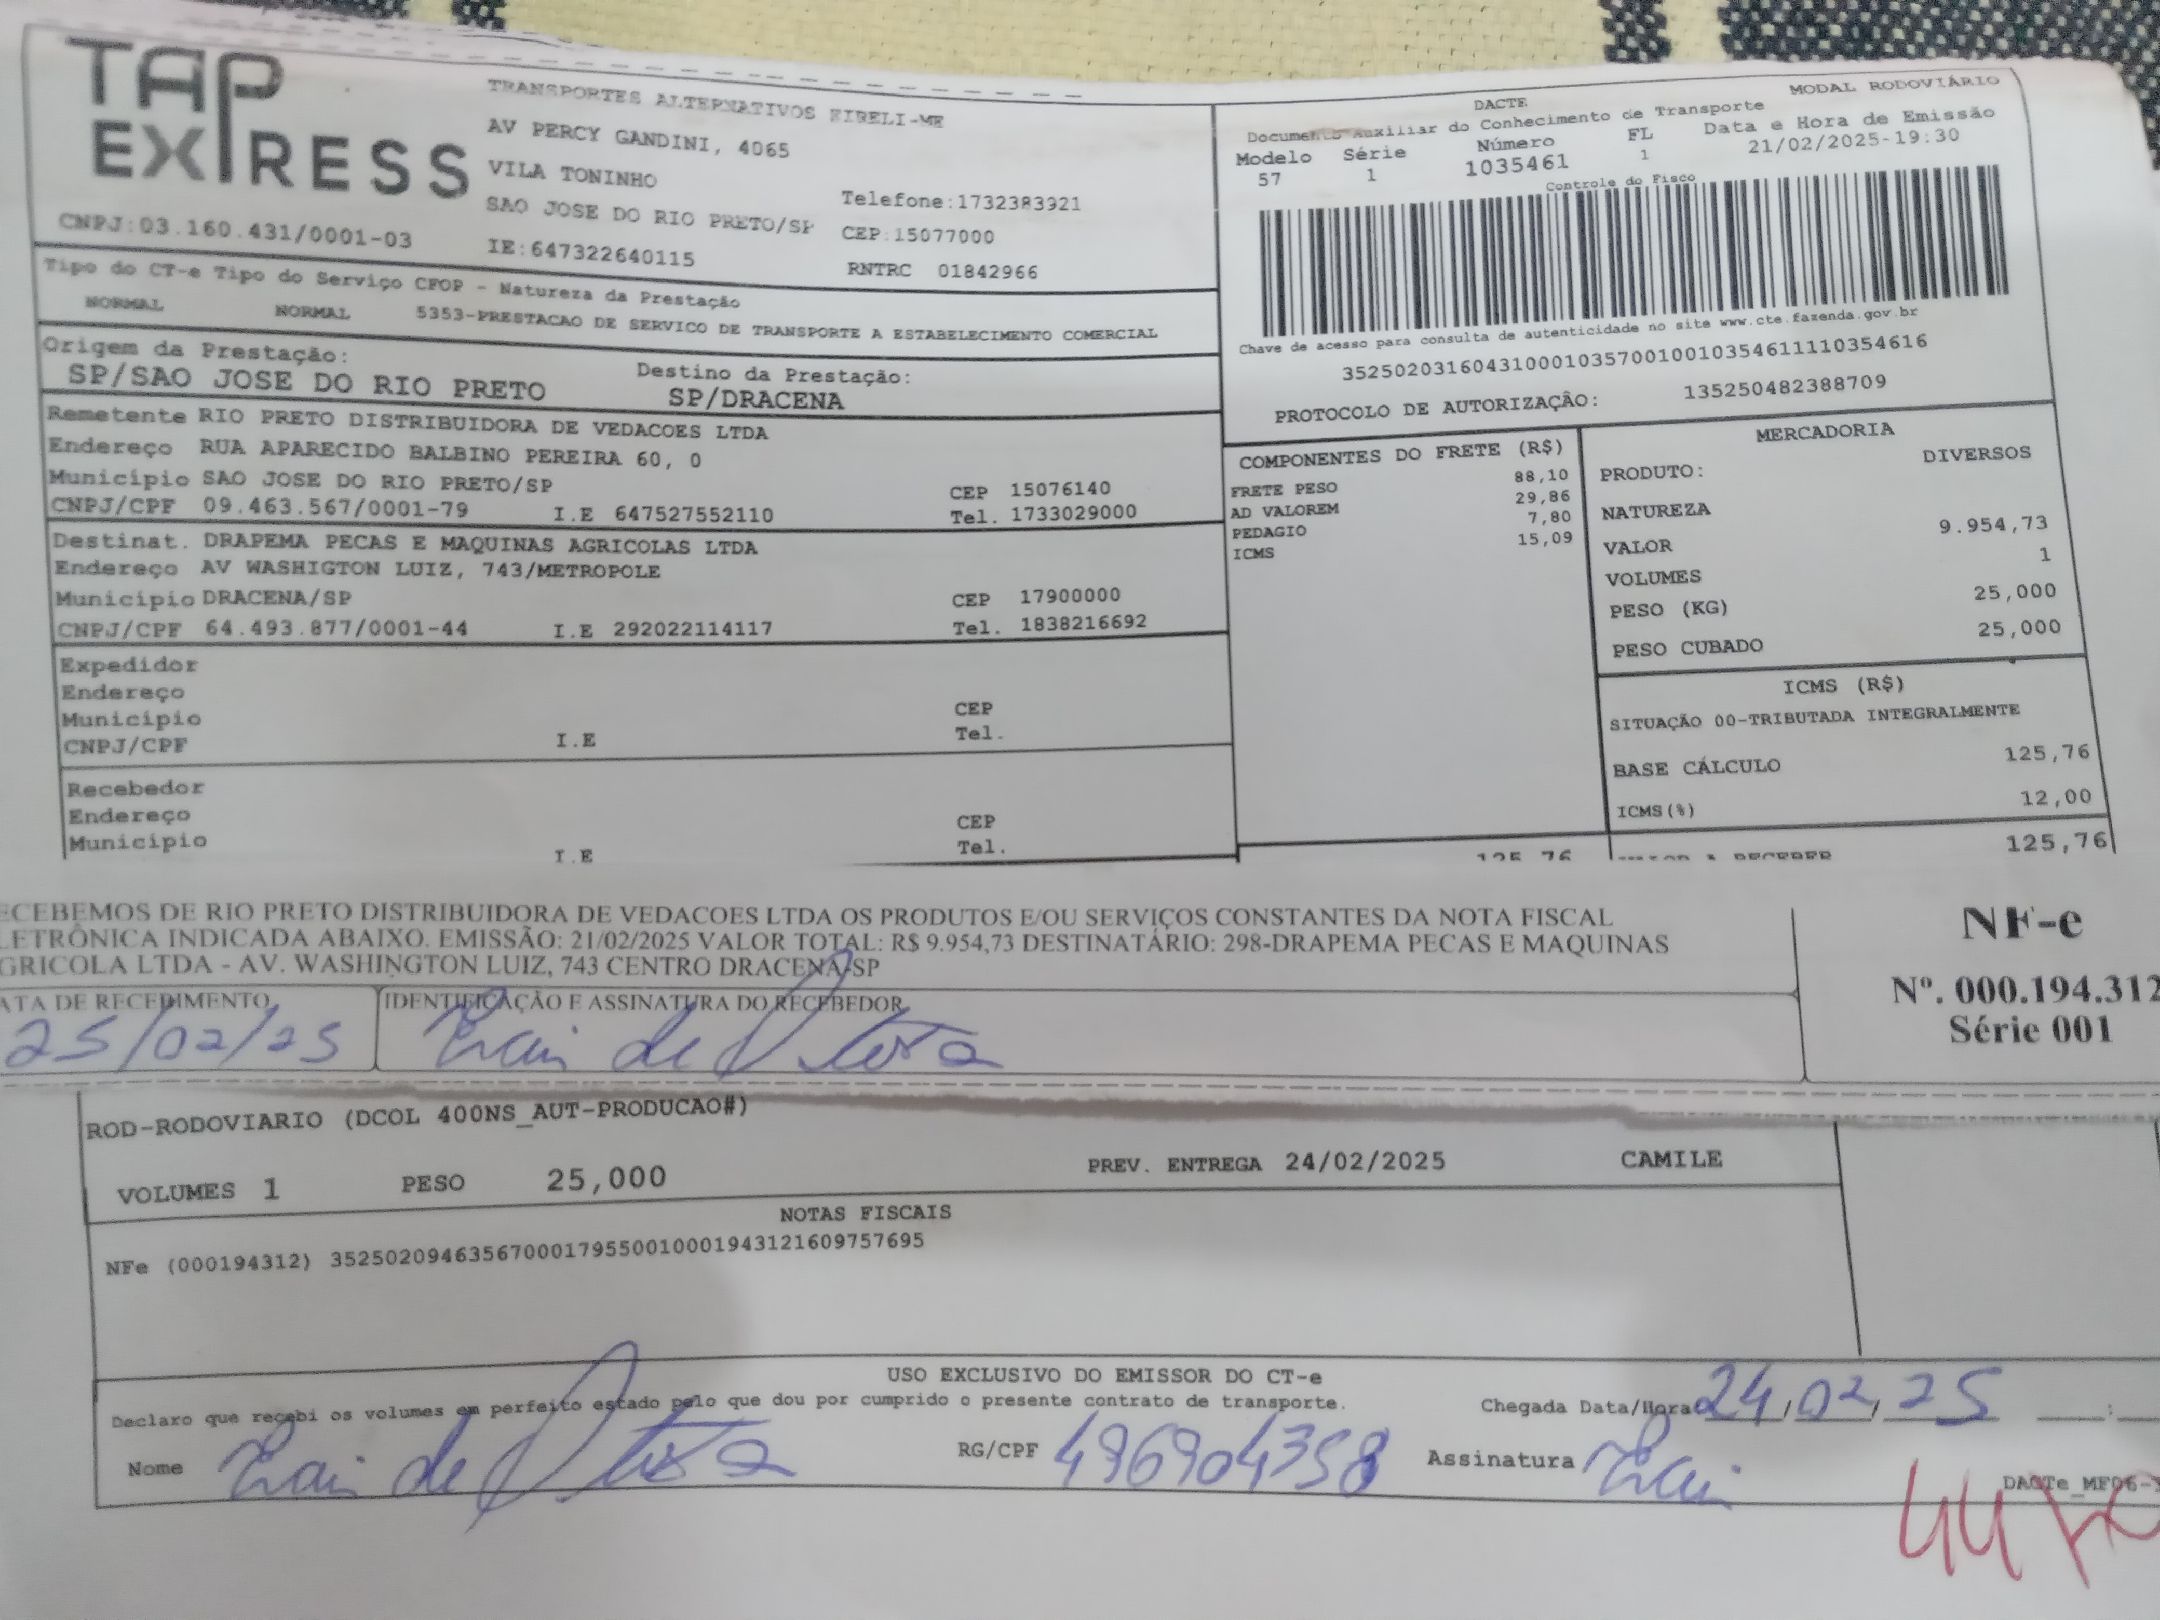 TAP EXPRESS
TRANSPORTES ALTERNATIVOS EIRELI-ME
AV PERCY GANDINI, 4065
VILA TONINHO
SAO JOSE DO RIO PRETO/SP
IE:647322640115
Telefone:1732383921
CEP:15077000
RNTRC 01842966
CNPJ:03.160.431/0001-03
MODAL RODOVIÁRIO
DACTE
Documento Auxiliar do Conhecimento de Transporte
Modelo Série Número FL Data e Hora de Emissão
57 1 1035461 1 21/02/2025-19:30
Controle do Fisco
Chave de acesso para consulta de autenticidade no site www.cte.fazenda.gov.br
35250203160431000103570010010354611110354616
PROTOCOLO DE AUTORIZAÇÃO: 135250482388709
Tipo do CT-e Tipo do Serviço CFOP - Natureza da Prestação
NORMAL NORMAL 5353-PRESTACAO DE SERVICO DE TRANSPORTE A ESTABELECIMENTO COMERCIAL
Origem da Prestação: Destino da Prestação:
SP/SAO JOSE DO RIO PRETO SP/DRACENA
Remetente RIO PRETO DISTRIBUIDORA DE VEDACOES LTDA
Endereço RUA APARECIDO BALBINO PEREIRA 60, 0
Município SAO JOSE DO RIO PRETO/SP CEP 15076140
CNPJ/CPF 09.463.567/0001-79 I.E 647527552110 Tel. 1733029000
Destinat. DRAPEMA PECAS E MAQUINAS AGRICOLAS LTDA
Endereço AV WASHIGTON LUIZ, 743/METROPOLE
Município DRACENA/SP CEP 17900000
CNPJ/CPF 64.493.877/0001-44 I.E 292022114117 Tel. 1838216692
Expedidor
Endereço
Município CEP
CNPJ/CPF I.E Tel.
Recebedor
Endereço
Município CEP
I.E Tel.
COMPONENTES DO FRETE (R$)
FRETE PESO 88,10
AD VALOREM 29,86
PEDAGIO 7,80
ICMS 15,09
125,76
MERCADORIA
PRODUTO: DIVERSOS
NATUREZA
VALOR 9.954,73
VOLUMES 1
PESO (KG) 25,000
PESO CUBADO 25,000
ICMS (R$)
SITUAÇÃO 00-TRIBUTADA INTEGRALMENTE
BASE CÁLCULO 125,76
ICMS(%) 12,00
VALOR A RECEBER 125,76
ECEBEMOS DE RIO PRETO DISTRIBUIDORA DE VEDACOES LTDA OS PRODUTOS E/OU SERVIÇOS CONSTANTES DA NOTA FISCAL
LETRÔNICA INDICADA ABAIXO. EMISSÃO: 21/02/2025 VALOR TOTAL: R$ 9.954,73 DESTINATÁRIO: 298-DRAPEMA PECAS E MAQUINAS
GRICOLA LTDA - AV. WASHINGTON LUIZ, 743 CENTRO DRACENA-SP
ATA DE RECEBIMENTO IDENTIFICAÇÃO E ASSINATURA DO RECEBEDOR
25/02/25
NF-e
Nº. 000.194.312
Série 001
ROD-RODOVIARIO (DCOL 400NS_AUT-PRODUCAO#)
VOLUMES 1 PESO 25,000 PREV. ENTREGA 24/02/2025 CAMILE
NOTAS FISCAIS
NFe (000194312) 35250209463567000179550010001943121609757695
USO EXCLUSIVO DO EMISSOR DO CT-e
Declaro que recebi os volumes em perfeito estado pelo que dou por cumprido o presente contrato de transporte. Chegada Data/Hora 24/02/25
Nome RG/CPF 496904358 Assinatura